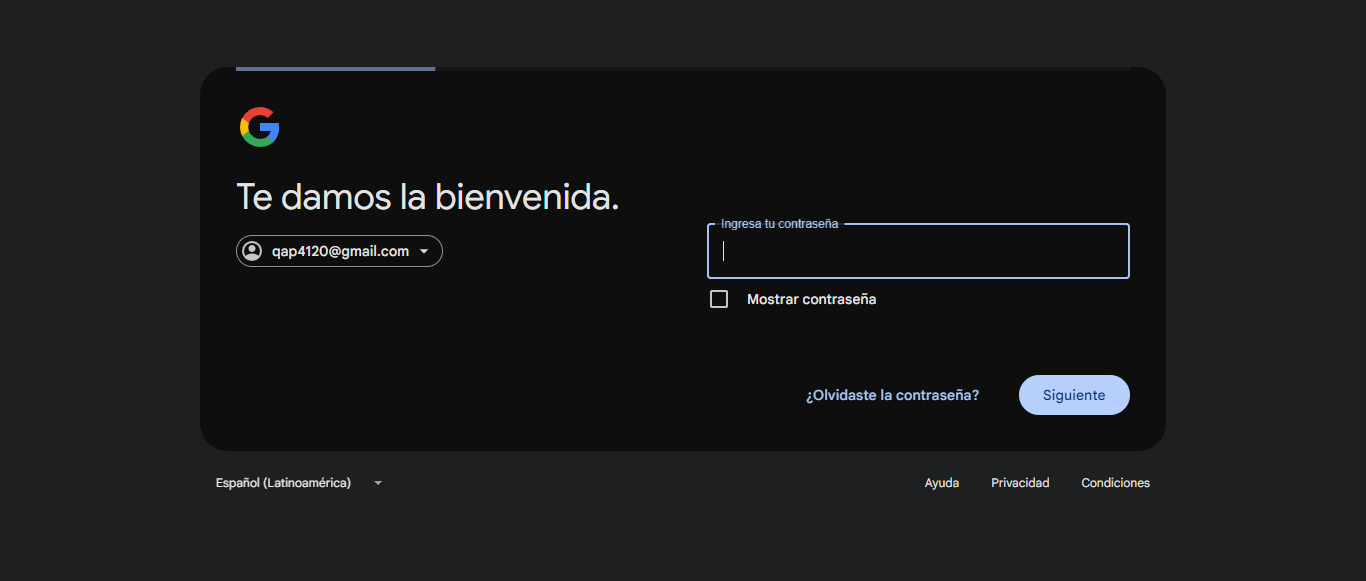 Te damos la bienvenida.
qap4120@gmail.com
Ingresa tu contraseña
Mostrar contraseña
¿Olvidaste la contraseña?
Siguiente
Español (Latinoamérica)
Ayuda
Privacidad
Condiciones